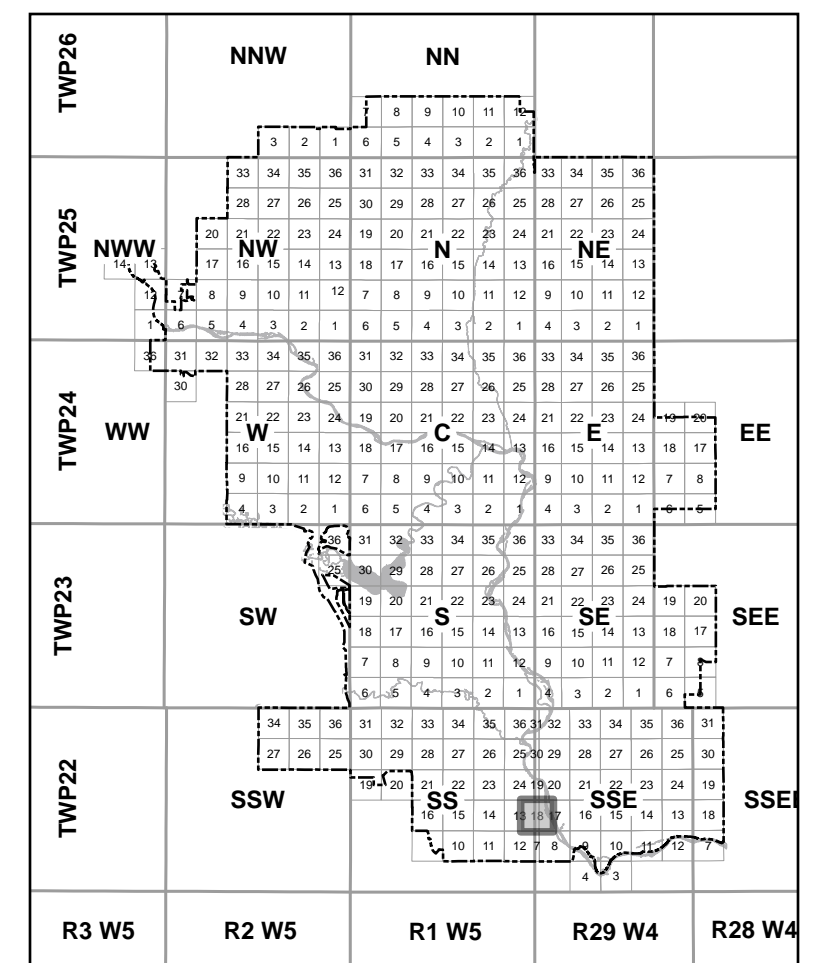 TWP26
NNW NN
7 8 9 10 11 12
3 2 1 6 5 4 3 2 1
TWP25
33 34 35 36 31 32 33 34 35 36 33 34 35 36
28 27 26 25 30 29 28 27 26 25 28 27 26 25
20 21 22 23 24 19 20 21 22 23 24 21 22 23 24
NWW NW N NE
14 13 17 16 15 14 13 18 17 16 15 14 13 16 15 14 13
12 7 8 9 10 11 12 7 8 9 10 11 12 9 10 11 12
1 6 5 4 3 2 1 6 5 4 3 2 1 4 3 2 1
TWP24
36 31 32 33 34 35 36 31 32 33 34 35 36 33 34 35 36
30 28 27 26 25 30 29 28 27 26 25 28 27 26 25
21 22 23 24 19 20 21 22 23 24 21 22 23 24 19 20
WW W C E EE
16 15 14 13 18 17 16 15 14 13 16 15 14 13 18 17
9 10 11 12 7 8 9 10 11 12 9 10 11 12 7 8
4 3 2 1 6 5 4 3 2 1 4 3 2 1 6 5
TWP23
36 31 32 33 34 35 36 33 34 35 36
25 30 29 28 27 26 25 28 27 26 25
19 20 21 22 23 24 21 22 23 24 19 20
SW S SE SEE
18 17 16 15 14 13 16 15 14 13 18 17
7 8 9 10 11 12 9 10 11 12 7 8
6 5 4 3 2 1 4 3 2 1 6 5
TWP22
34 35 36 31 32 33 34 35 36 31 32 33 34 35 36 31
27 26 25 30 29 28 27 26 25 30 29 28 27 26 25 30
19 20 21 22 23 24 19 20 21 22 23 24 19
SSW SS SSE SSE
16 15 14 13 18 17 16 15 14 13 18
10 11 12 7 8 9 10 11 12 7
4 3
R3 W5 R2 W5 R1 W5 R29 W4 R28 W4